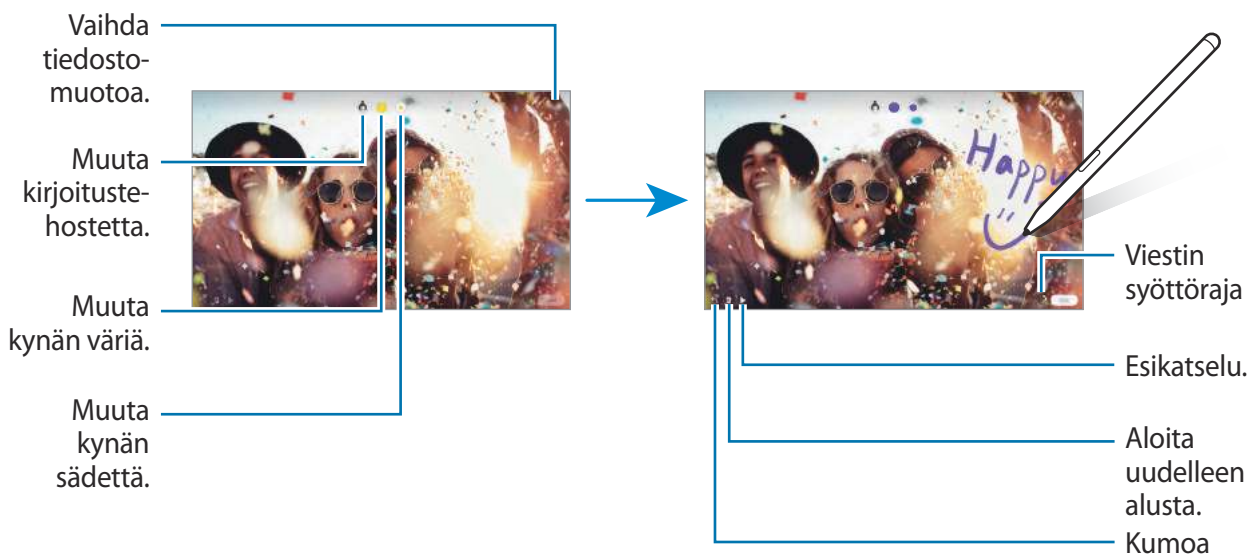 Vaihda
tiedosto-
muotoa.
Muuta
kirjoituste-
hostetta.
Muuta
kynän väriä.
Muuta
kynän
sädettä.
Happy
Viestin
syöttöraja
Esikatselu.
Aloita
uudelleen
alusta.
Kumoa